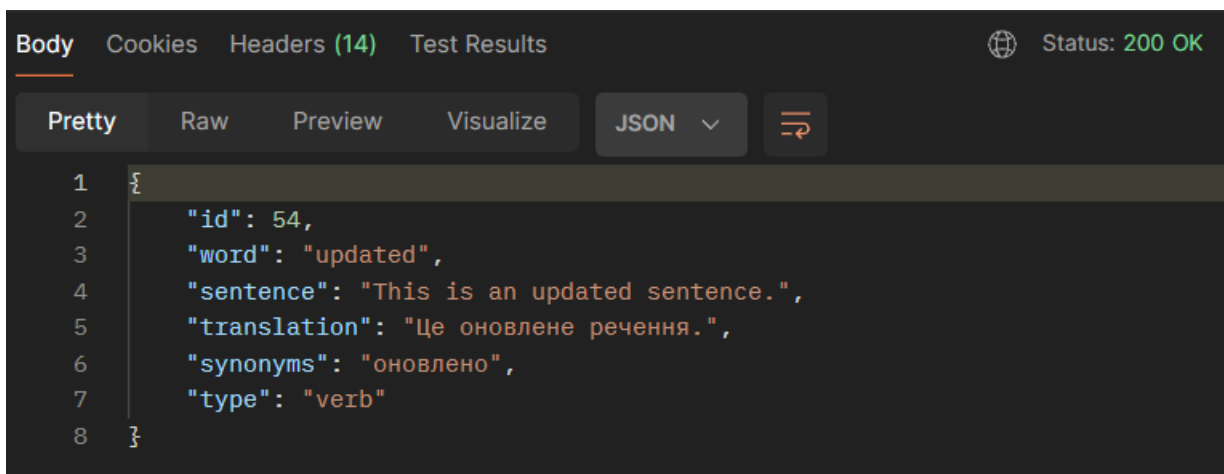 Body Cookies Headers (14) Test Results Status: 200 OK
Pretty Raw Preview Visualize JSON
1 {
2 "id": 54,
3 "word": "updated",
4 "sentence": "This is an updated sentence.",
5 "translation": "Це оновлене речення.",
6 "synonyms": "оновлено",
7 "type": "verb"
8 }